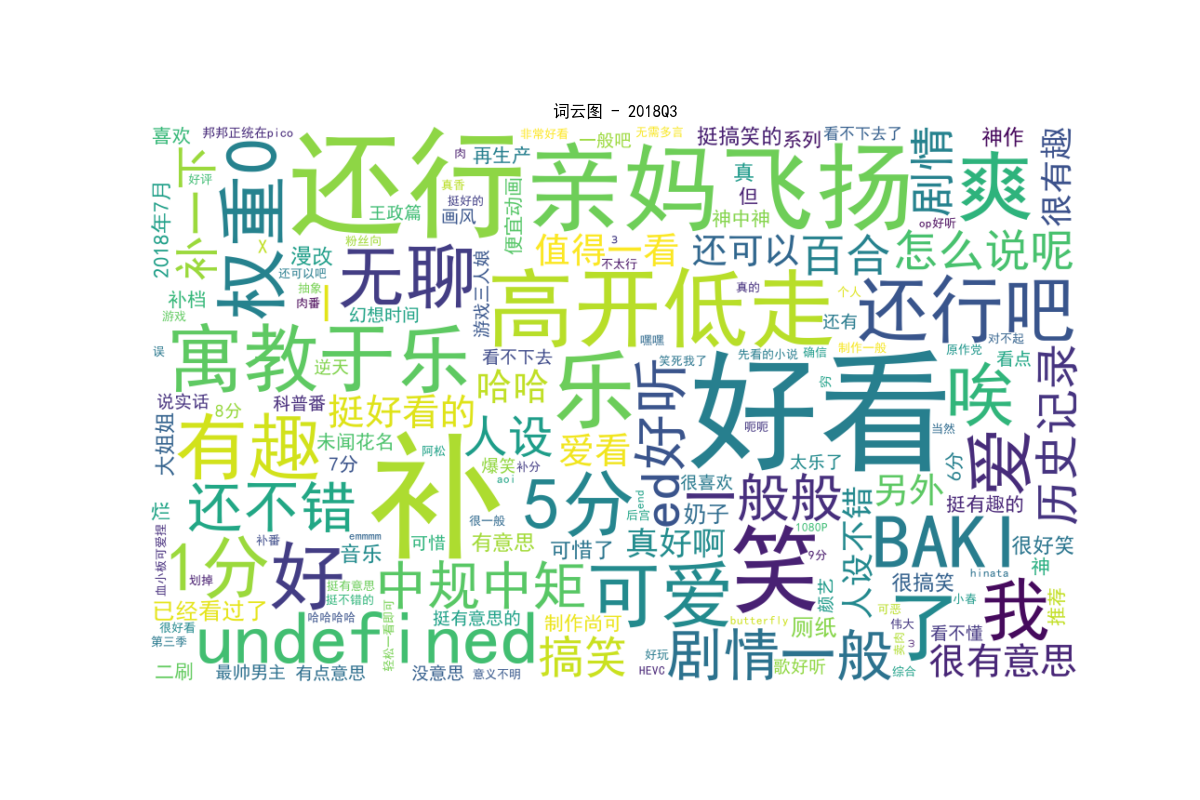 词云图 - 2018Q3
喜欢
邦邦正统在pico
还行
肉
再生产
非常好看
一般吧
无需多言
挺搞笑的
系列
看不下去了
剧情
神作
很有趣
补一下
好评
权重0
真香
挺好的
王政篇
画风
便宜动画
亲妈飞扬
真
但
神中神
爽
op好听
2018年7月
X
漫改
粉丝向
还可以吧
无聊
游戏三人娘
值得一看
3
不太行
还可以
百合
怎么说呢
补档
游戏
抽象
肉番
一
幻想时间
高开低走
真的
个人
还有
还行吧
误
寓教于乐
逆天
看不下去
嘿嘿
笑死我了
先看的小说
确信
制作一般
原作党
对不起
看点
说实话
8分
科普番
挺好看的
哈哈
乐
好听
好看
穷
唉
历史记录
大姐姐
有趣
未闻花名
7分
补
阿松
人设
爆笑
补分
aoi
爱看
呃呃
太乐了
当然
6分
爱
还不错
很一般
5分
end
后宫
ed
很喜欢
一般般
奶子
1080P
人设不错
另外
挺有趣的
烂
血小板可爱捏
1分
补番
划掉
好
emmmm
音乐
可惜
有意思
可惜了
真好啊
笑
9分
颜艺
BAKI
很好笑
神
hinata
已经看过了
挺有意思
挺不错的
中规中矩
可爱
很搞笑
可恶
小春
我
推荐
很好看
第三季
哈哈哈哈
undefined
轻松一看即可
挺有意思的
制作尚可
butterfly
厕纸
伟大
了
看不懂
二刷
最帅男主
有点意思
没意思
意义不明
搞笑
好玩
HEVC
剧情一般
歌好听
卖肉
3
综合
很有意思